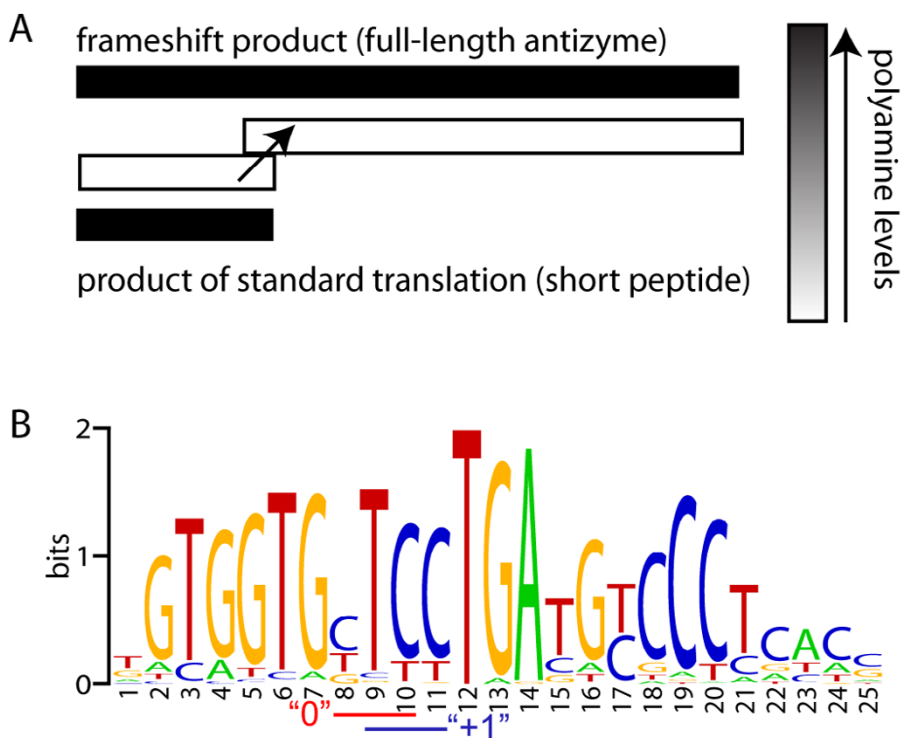 A
frameshift product (full-length antizyme)
product of standard translation (short peptide)
polyamine levels
B
bits
2
1
0
T G T G G T G C T C C T G A T G T C C C T C A C C
1 2 3 4 5 6 7 8 9 10 11 12 13 14 15 16 17 18 19 20 21 22 23 24 25
“0”
“+1”